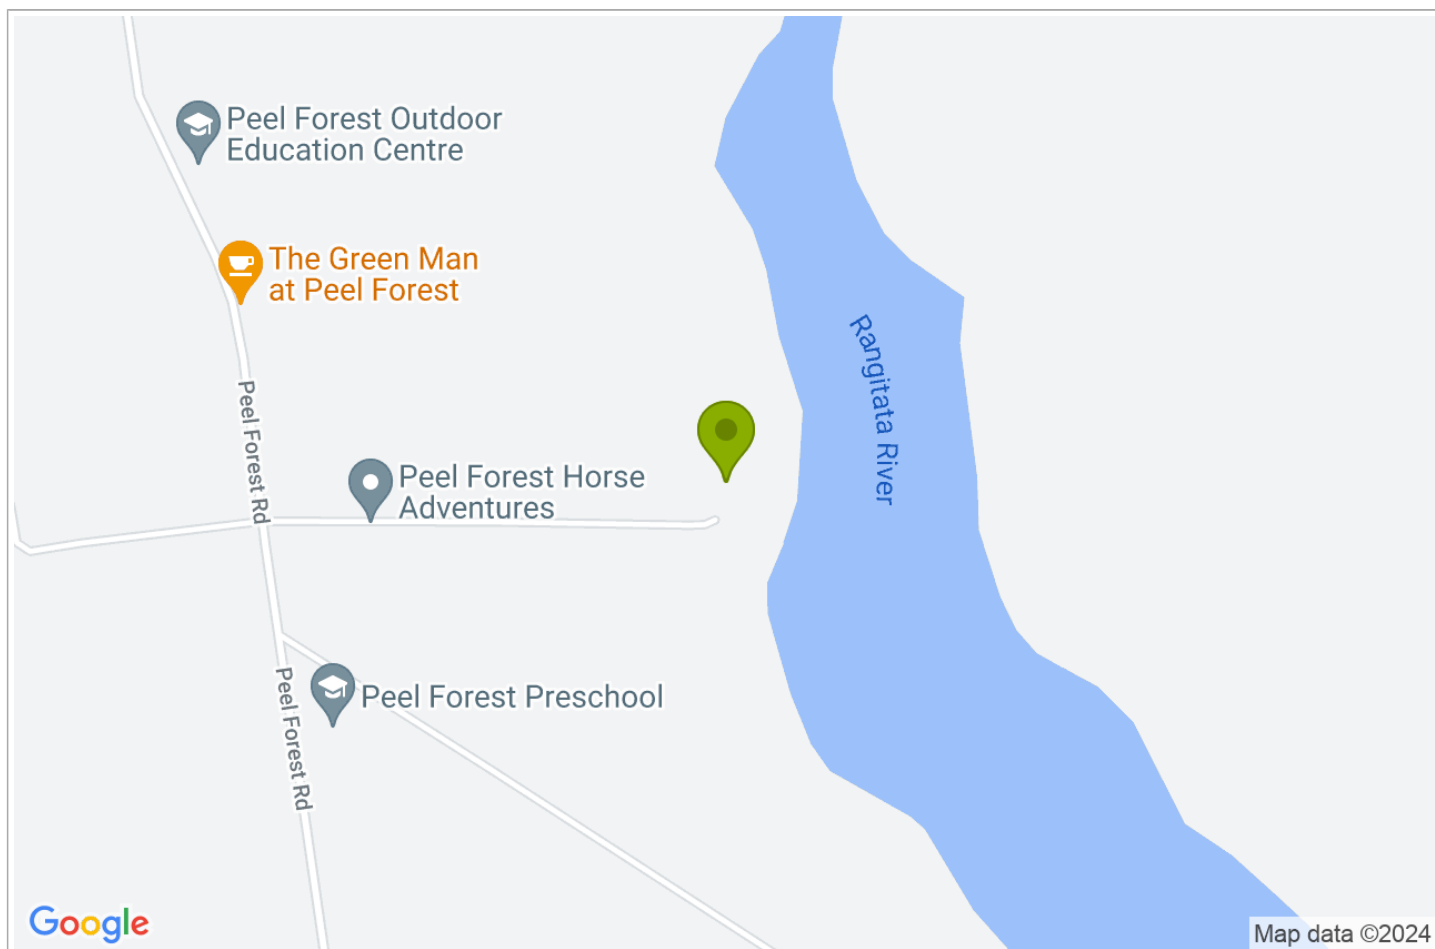 Peel Forest Outdoor
Education Centre
The Green Man
at Peel Forest
Rangitata River
Peel Forest Rd
Peel Forest Horse
Adventures
Peel Forest Rd
Peel Forest Preschool
Google
Map data ©2024